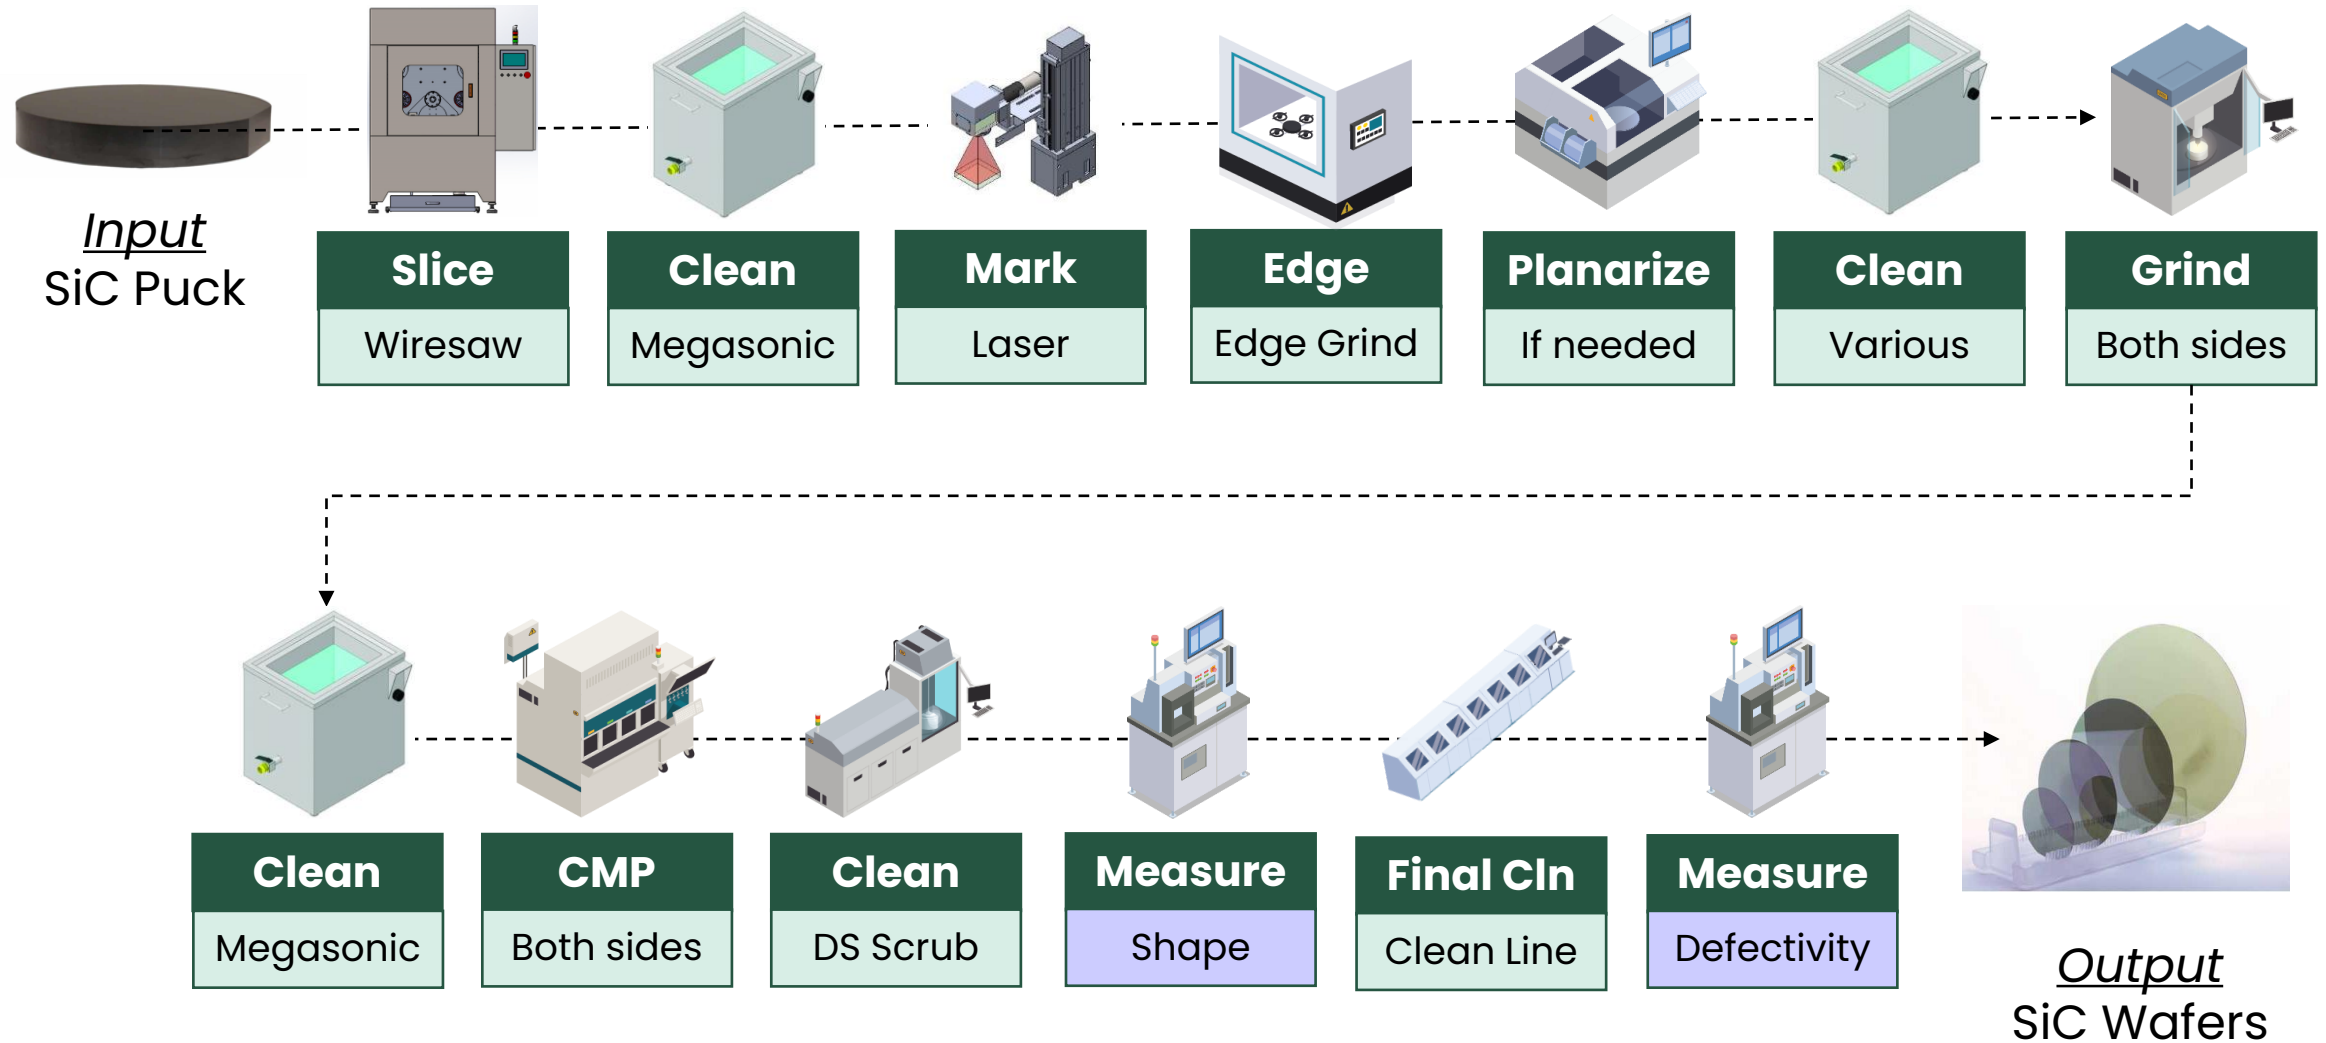 Input
SiC Puck
Slice
Wiresaw
Clean
Megasonic
Mark
Laser
Edge
Edge Grind
Planarize
If needed
Clean
Various
Grind
Both sides
Clean
Megasonic
CMP
Both sides
Clean
DS Scrub
Measure
Shape
Final Cln
Clean Line
Measure
Defectivity
Output
SiC Wafers